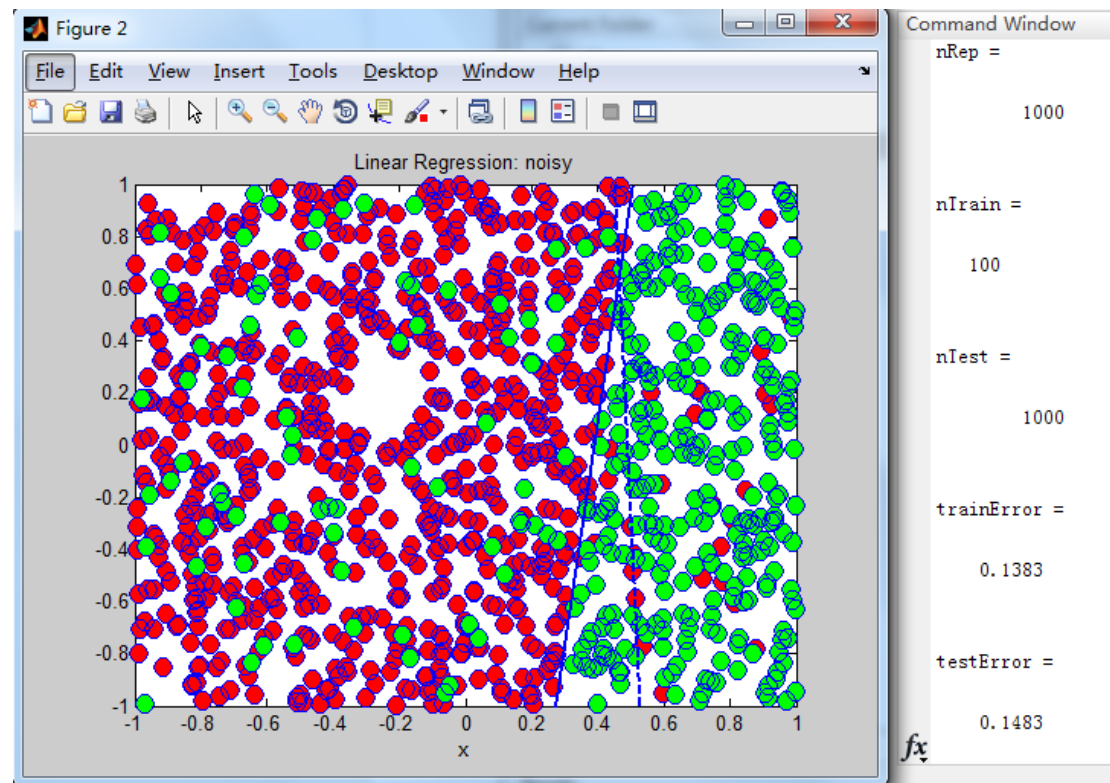 Figure 2
File Edit View Insert Tools Desktop Window Help
Linear Regression: noisy
1
0.8
0.6
0.4
0.2
0
-0.2
-0.4
-0.6
-0.8
-1
-1 -0.8 -0.6 -0.4 -0.2 0 0.2 0.4 0.6 0.8 1
x
Command Window
nRep =
1000
nTrain =
100
nTest =
1000
trainError =
0.1383
testError =
0.1483
fx